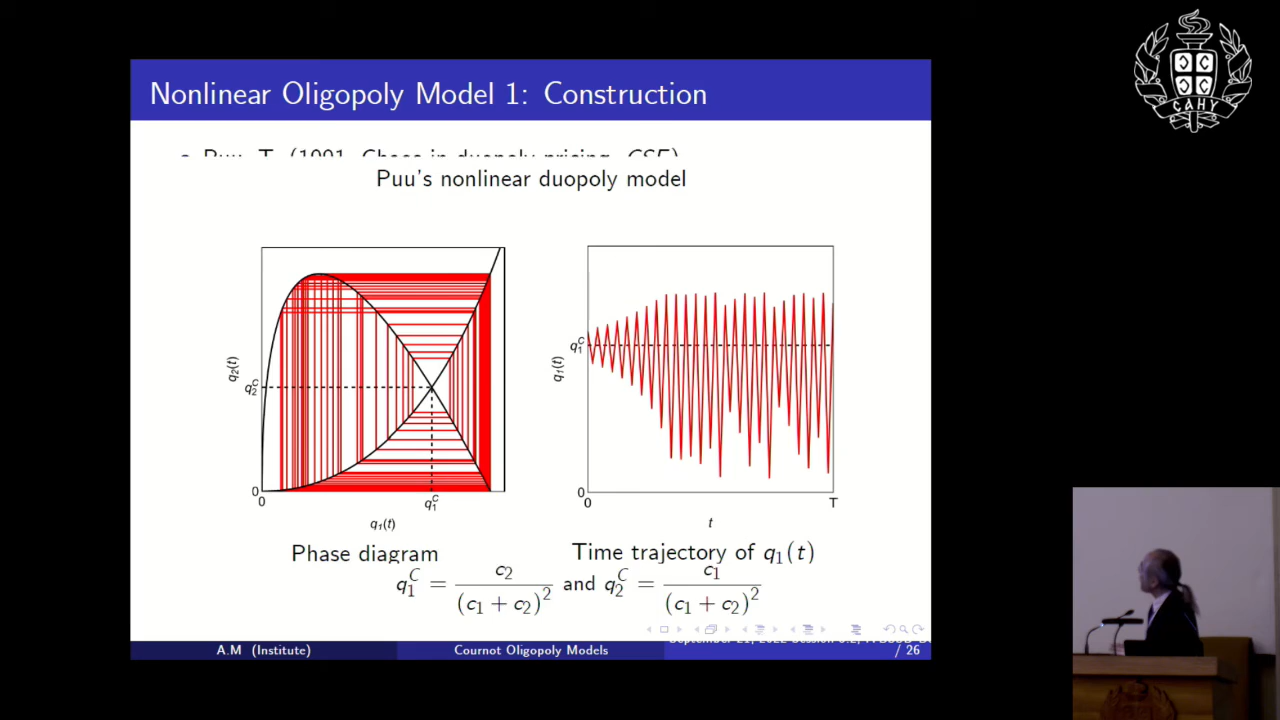 Nonlinear Oligopoly Model 1: Construction
Puu's nonlinear duopoly model
q₂(t)
q₂ᶜ
0
0
q₁ᶜ
q₁(t)
q₁(t)
q₁ᶜ
0
0
T
t
Phase diagram
Time trajectory of q₁(t)
q₁ᶜ = c₂ / (c₁ + c₂)² and q₂ᶜ = c₁ / (c₁ + c₂)²
A.M (Institute)
Cournot Oligopoly Models
/ 26
САНУ